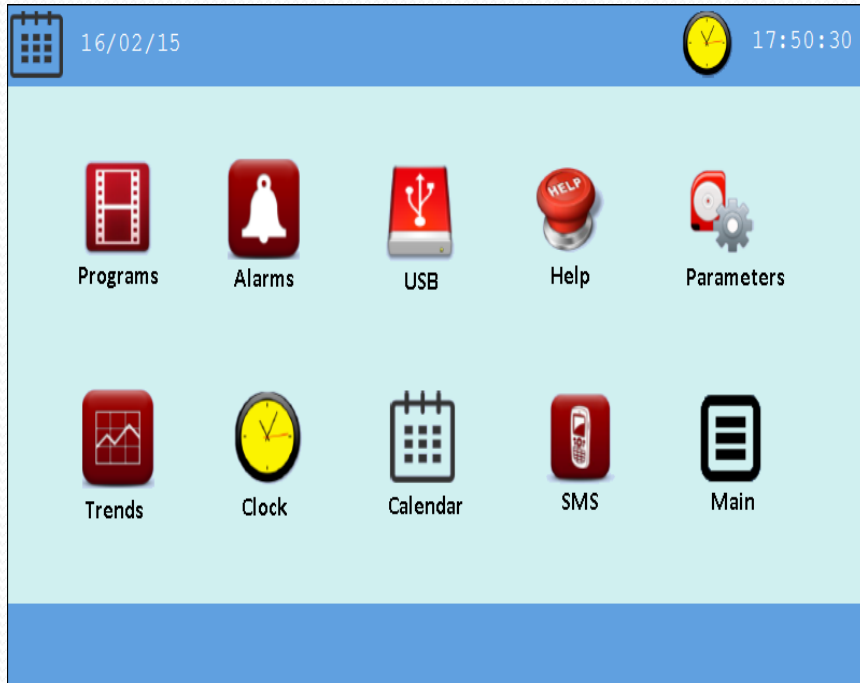 16/02/15 17:50:30
HELP
Programs Alarms USB Help Parameters
Trends Clock Calendar SMS Main